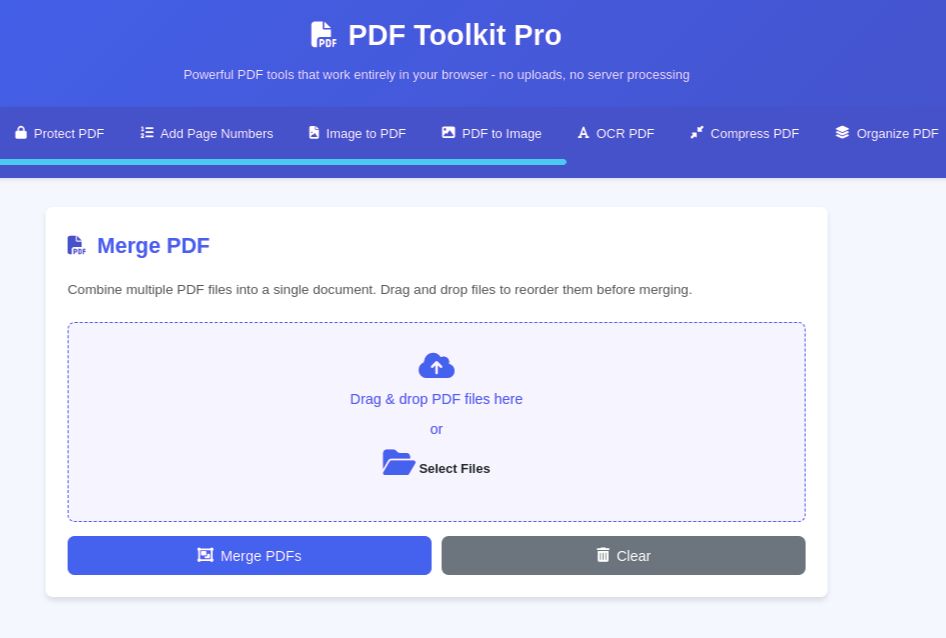 PDF PDF Toolkit Pro
Powerful PDF tools that work entirely in your browser - no uploads, no server processing
Protect PDF Add Page Numbers Image to PDF PDF to Image OCR PDF Compress PDF Organize PDF
PDF Merge PDF
Combine multiple PDF files into a single document. Drag and drop files to reorder them before merging.
Drag & drop PDF files here
or
Select Files
Merge PDFs Clear